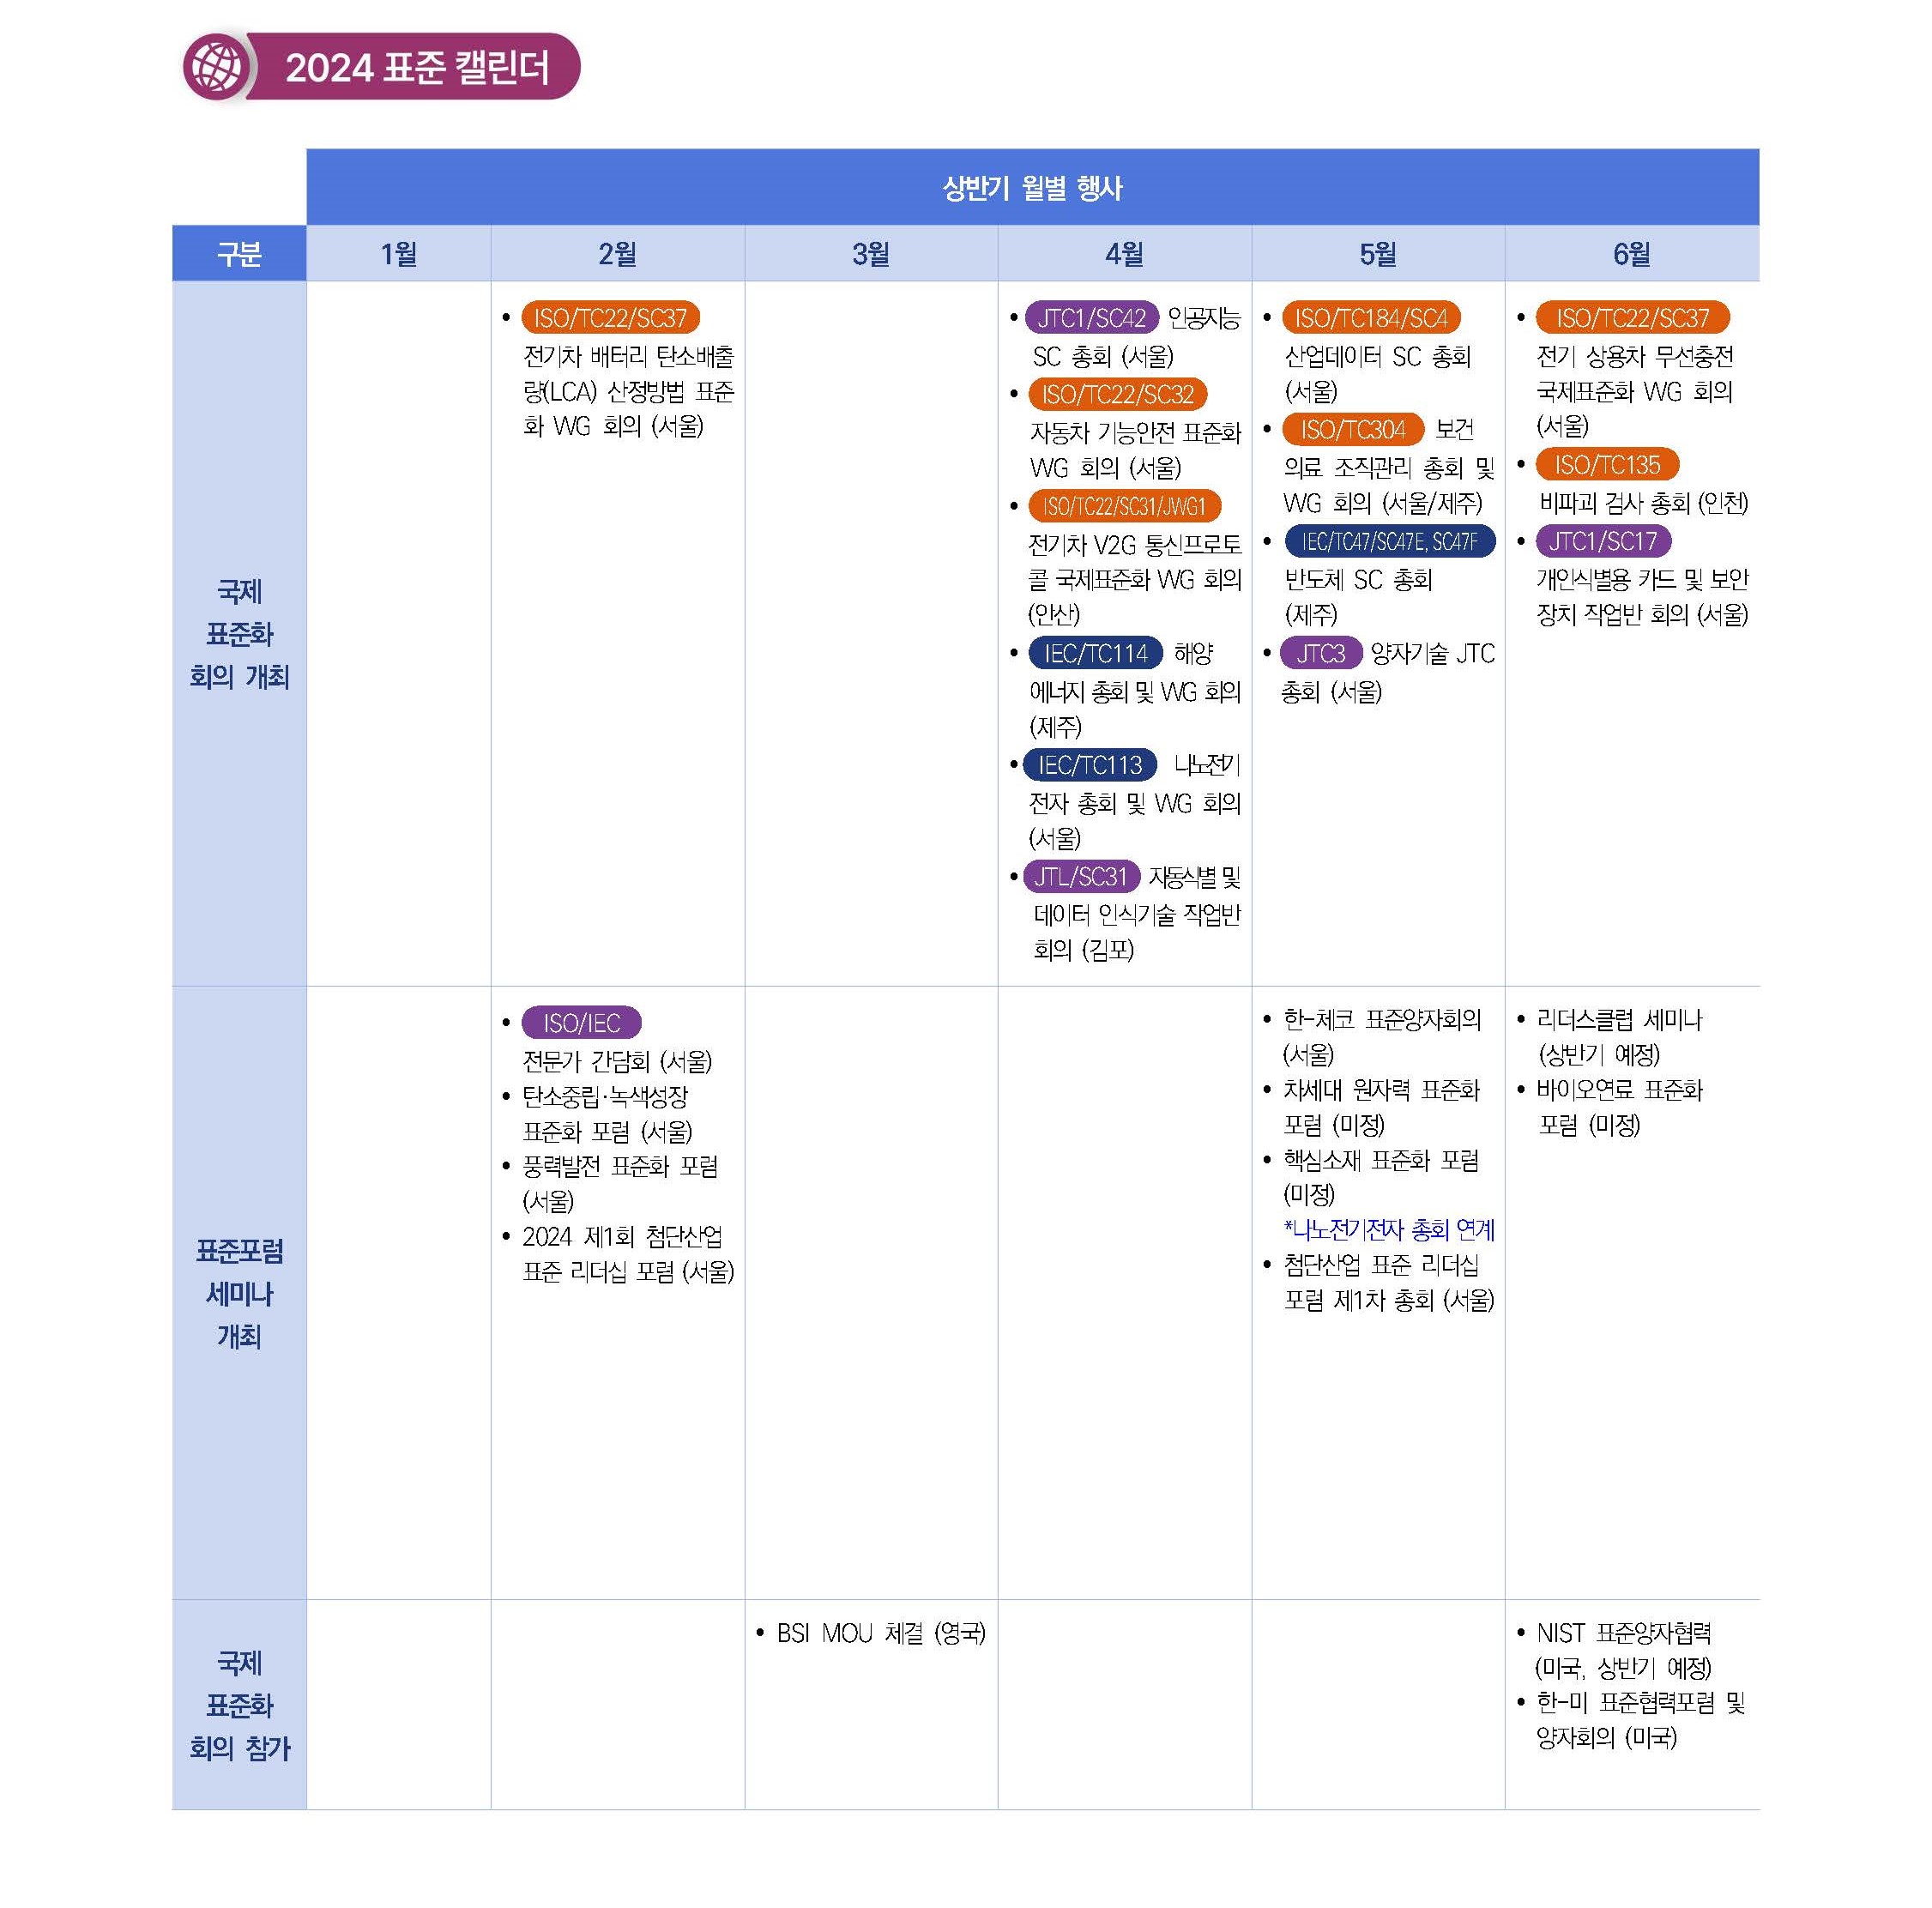 2024 표준 캘린더
상반기 월별 행사
구분
1월
2월
3월
4월
5월
6월
국제
표준화
회의 개최
• ISO/TC22/SC37
전기차 배터리 탄소배출
량(LCA) 산정방법 표준
화 WG 회의 (서울)
• JTC1/SC42 인공지능
SC 총회 (서울)
• ISO/TC22/SC32
자동차 기능안전 표준화
WG 회의 (서울)
• ISO/TC22/SC31/JWG1
전기차 V2G 통신프로토
콜 국제표준화 WG 회의
(안산)
• IEC/TC114 해양
에너지 총회 및 WG 회의
(제주)
• IEC/TC113 나노전기
전자 총회 및 WG 회의
(서울)
• JTL/SC31 자동식별 및
데이터 인식기술 작업반
회의 (김포)
• ISO/TC184/SC4
산업데이터 SC 총회
(서울)
• ISO/TC304 보건
의료 조직관리 총회 및
WG 회의 (서울/제주)
• IEC/TC47/SC47E, SC47F
반도체 SC 총회
(제주)
• JTC3 양자기술 JTC
총회 (서울)
• ISO/TC22/SC37
전기 상용차 무선충전
국제표준화 WG 회의
(서울)
• ISO/TC135
비파괴 검사 총회 (인천)
• JTC1/SC17
개인식별용 카드 및 보안
장치 작업반 회의 (서울)
표준포럼
세미나
개최
• ISO/IEC
전문가 간담회 (서울)
• 탄소중립·녹색성장
표준화 포럼 (서울)
• 풍력발전 표준화 포럼
(서울)
• 2024 제1회 첨단산업
표준 리더십 포럼 (서울)
• 한-체코 표준양자회의
(서울)
• 차세대 원자력 표준화
포럼 (미정)
• 핵심소재 표준화 포럼
(미정)
*나노전기전자 총회 연계
• 첨단산업 표준 리더십
포럼 제1차 총회 (서울)
• 리더스클럽 세미나
(상반기 예정)
• 바이오연료 표준화
포럼 (미정)
국제
표준화
회의 참가
• BSI MOU 체결 (영국)
• NIST 표준양자협력
(미국, 상반기 예정)
• 한-미 표준협력포럼 및
양자회의 (미국)